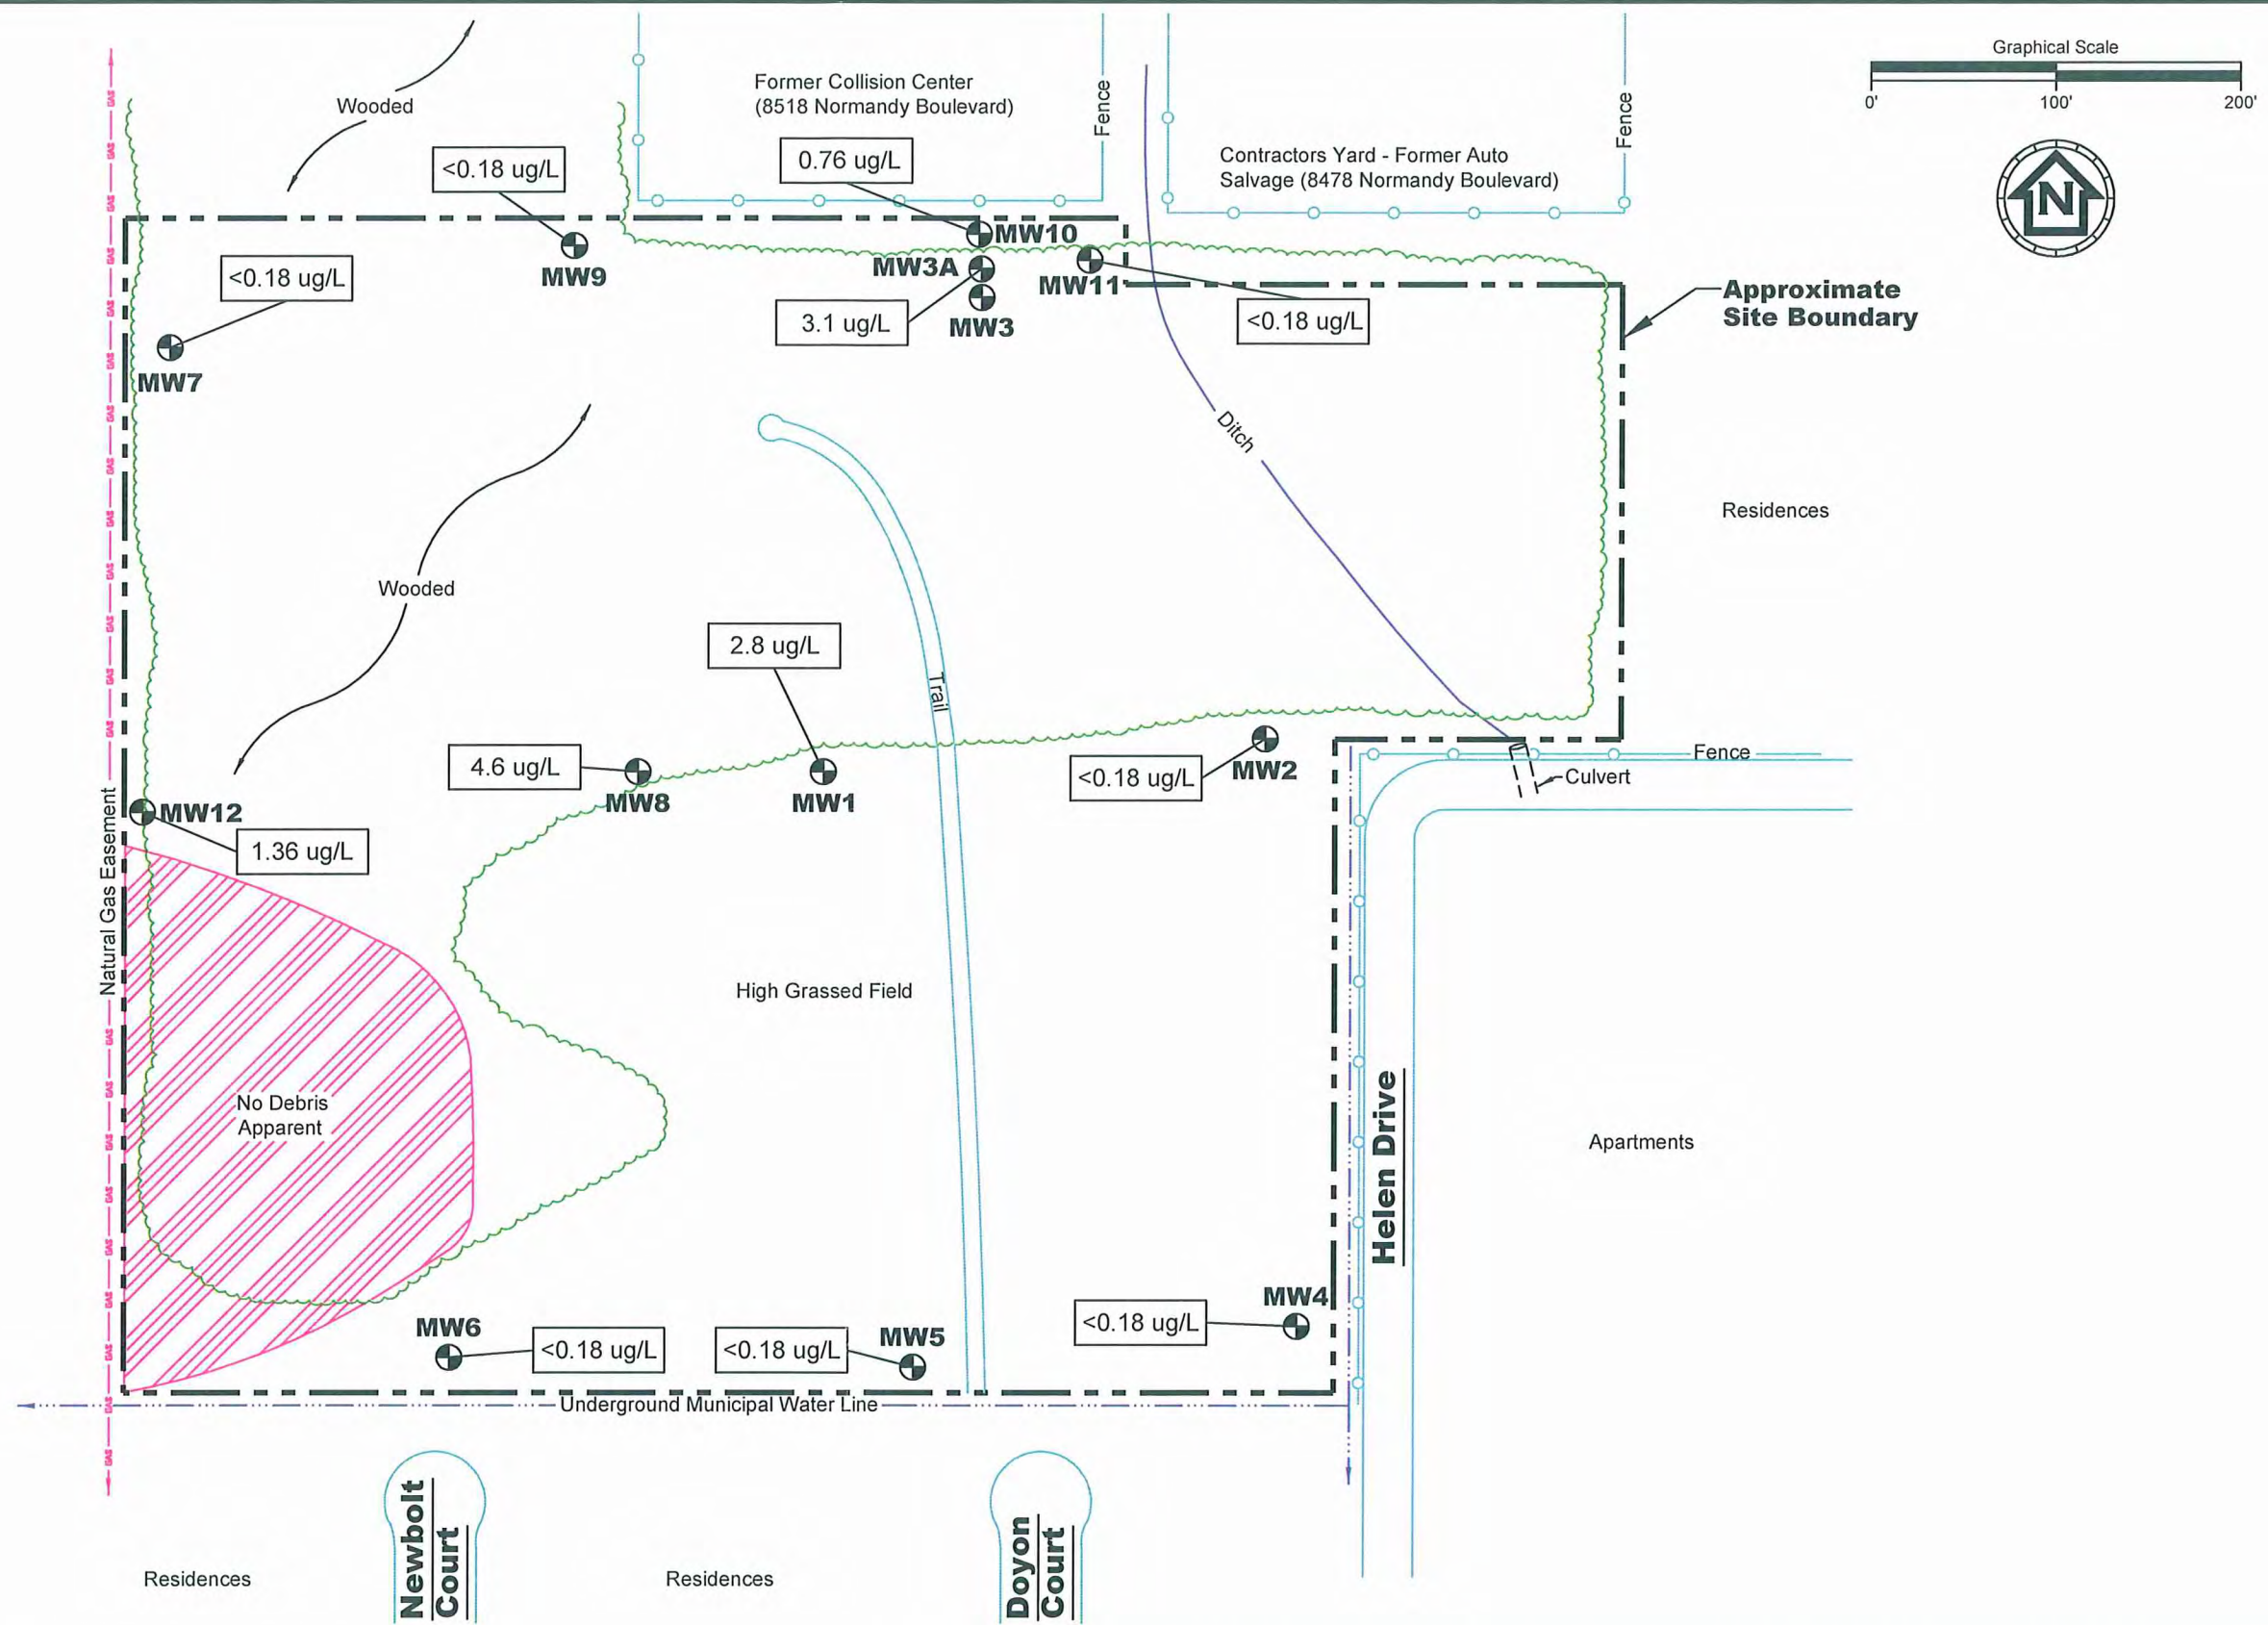 Graphical Scale
0' 100' 200'
N
Wooded
Former Collision Center
(8518 Normandy Boulevard)
Fence
Fence
Contractors Yard - Former Auto
Salvage (8478 Normandy Boulevard)
<0.18 ug/L
0.76 ug/L
MW10
MW9
MW3A
MW11
<0.18 ug/L
3.1 ug/L
MW3
<0.18 ug/L
Approximate
Site Boundary
MW7
Ditch
Residences
Wooded
2.8 ug/L
Trail
4.6 ug/L
MW8
MW1
<0.18 ug/L
MW2
Fence
Culvert
MW12
1.36 ug/L
Natural Gas Easement
GAS
High Grassed Field
No Debris
Apparent
Helen Drive
Apartments
MW4
<0.18 ug/L
MW6
<0.18 ug/L
<0.18 ug/L
MW5
Underground Municipal Water Line
Newbolt
Court
Doyon
Court
Residences
Residences